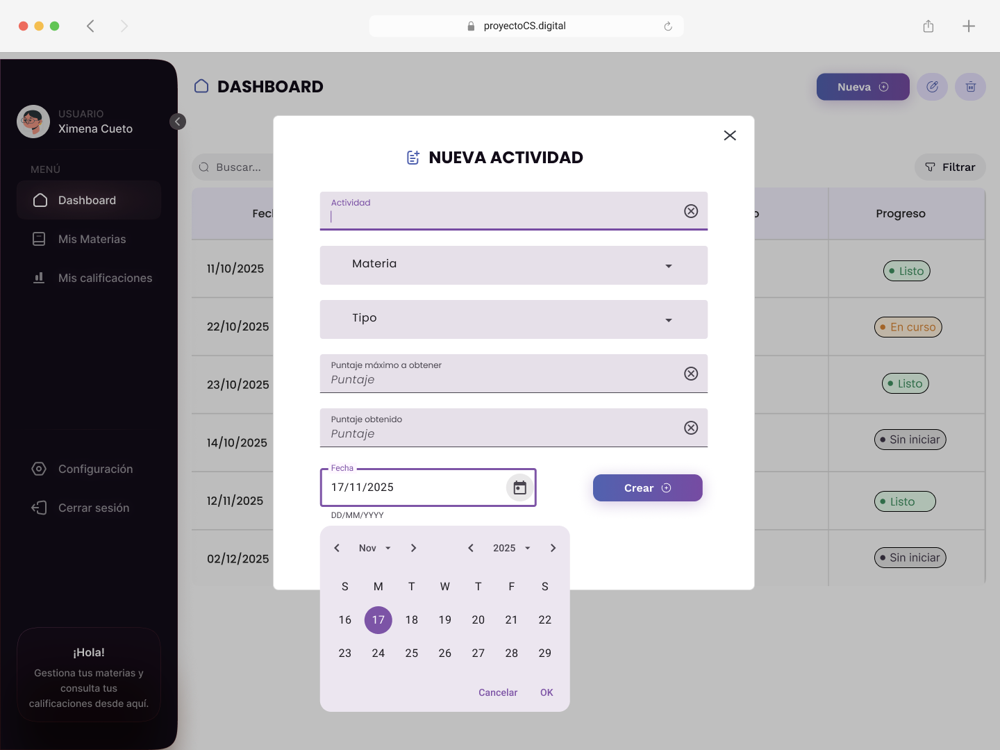 proyectoCS.digital
USUARIO
Ximena Cueto
MENÚ
Dashboard
Mis Materias
Mis calificaciones
Configuración
Cerrar sesión
¡Hola!
Gestiona tus materias y
consulta tus
calificaciones desde aquí.
DASHBOARD
Nueva
Buscar...
Filtrar
Progreso
11/10/2025
Listo
22/10/2025
En curso
23/10/2025
Listo
14/10/2025
Sin iniciar
12/11/2025
Listo
02/12/2025
Sin iniciar
NUEVA ACTIVIDAD
Actividad
Materia
Tipo
Puntaje máximo a obtener
Puntaje
Puntaje obtenido
Puntaje
Fecha
17/11/2025
DD/MM/YYYY
Crear
Nov 2025
S M T W T F S
16 17 18 19 20 21 22
23 24 25 26 27 28 29
Cancelar OK